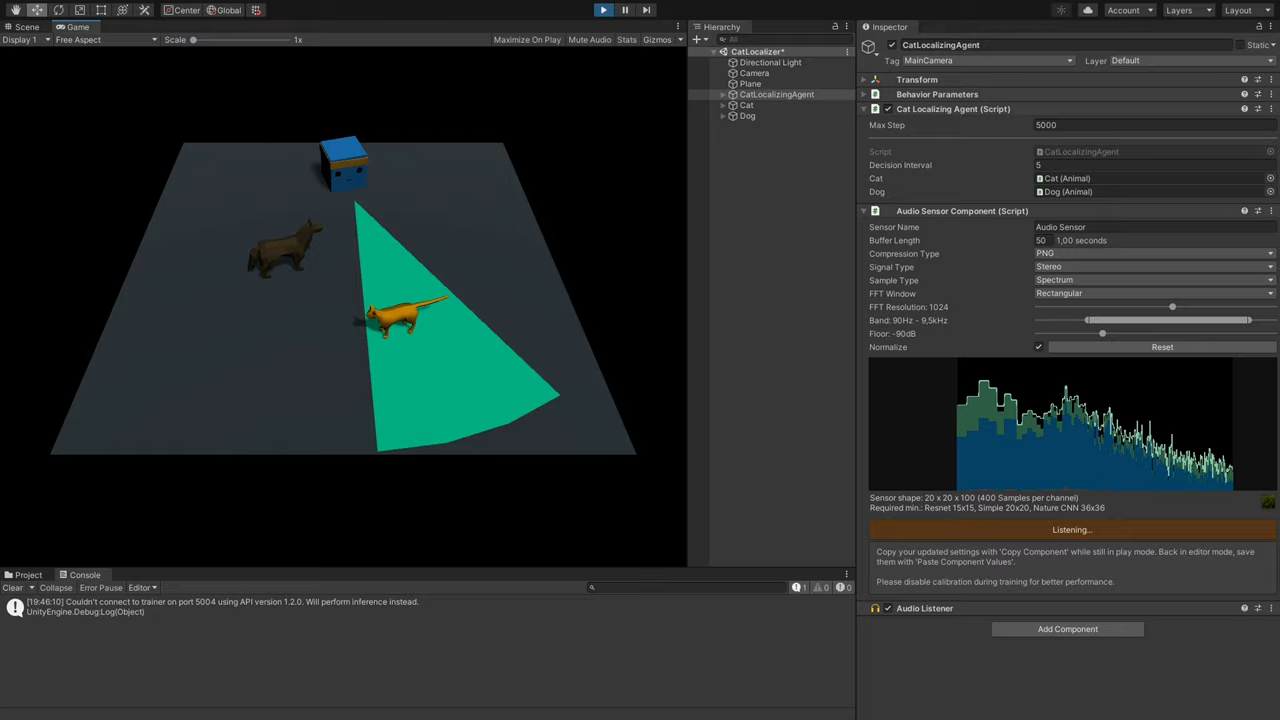 Center Global Account Layers Layout
Scene Game
Display 1 Free Aspect Scale 1x Maximize On Play Mute Audio Stats Gizmos
Hierarchy
All
CatLocalizer*
Directional Light
Camera
Plane
CatLocalizingAgent
Cat
Dog
Inspector
CatLocalizingAgent Static
Tag MainCamera Layer Default
Transform
Behavior Parameters
Cat Localizing Agent (Script)
Max Step 5000
Script CatLocalizingAgent
Decision Interval 5
Cat Cat (Animal)
Dog Dog (Animal)
Audio Sensor Component (Script)
Sensor Name Audio Sensor
Buffer Length 50 1,00 seconds
Compression Type PNG
Signal Type Stereo
Sample Type Spectrum
FFT Window Rectangular
FFT Resolution: 1024
Band: 90Hz - 9,5kHz
Floor: -90dB
Normalize Reset
Sensor shape: 20 x 20 x 100 (400 Samples per channel)
Required min.: Resnet 15x15, Simple 20x20, Nature CNN 36x36
Listening...
Copy your updated settings with 'Copy Component' while still in play mode. Back in editor mode, save
them with 'Paste Component Values'.
Please disable calibration during training for better performance.
Audio Listener
Add Component
Project Console
Clear Collapse Error Pause Editor 1 0 0
[19:46:10] Couldn't connect to trainer on port 5004 using API version 1.2.0. Will perform inference instead.
UnityEngine.Debug:Log(Object)